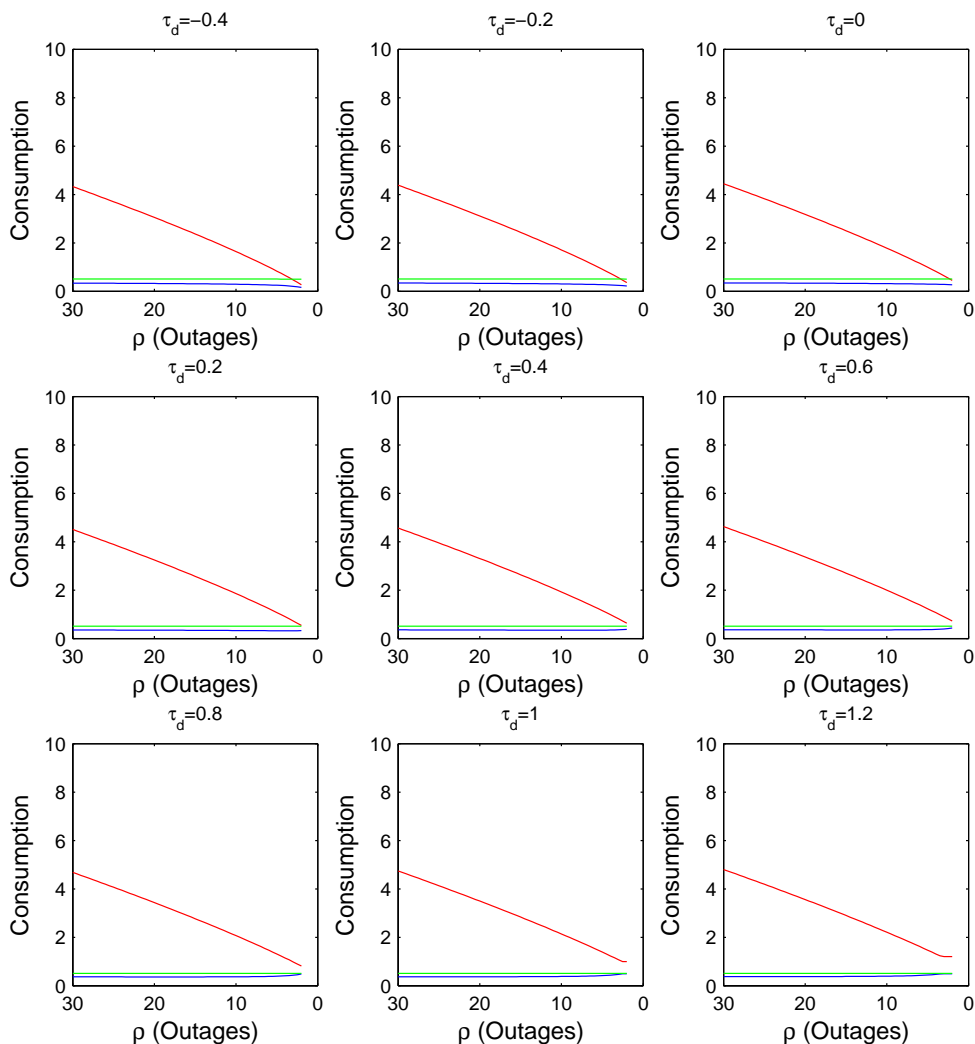 τd=−0.4
10
8
6
4
2
0
Consumption
30 20 10 0
ρ (Outages)
τd=−0.2
10
8
6
4
2
0
Consumption
30 20 10 0
ρ (Outages)
τd=0
10
8
6
4
2
0
Consumption
30 20 10 0
ρ (Outages)
τd=0.2
10
8
6
4
2
0
Consumption
30 20 10 0
ρ (Outages)
τd=0.4
10
8
6
4
2
0
Consumption
30 20 10 0
ρ (Outages)
τd=0.6
10
8
6
4
2
0
Consumption
30 20 10 0
ρ (Outages)
τd=0.8
10
8
6
4
2
0
Consumption
30 20 10 0
ρ (Outages)
τd=1
10
8
6
4
2
0
Consumption
30 20 10 0
ρ (Outages)
τd=1.2
10
8
6
4
2
0
Consumption
30 20 10 0
ρ (Outages)